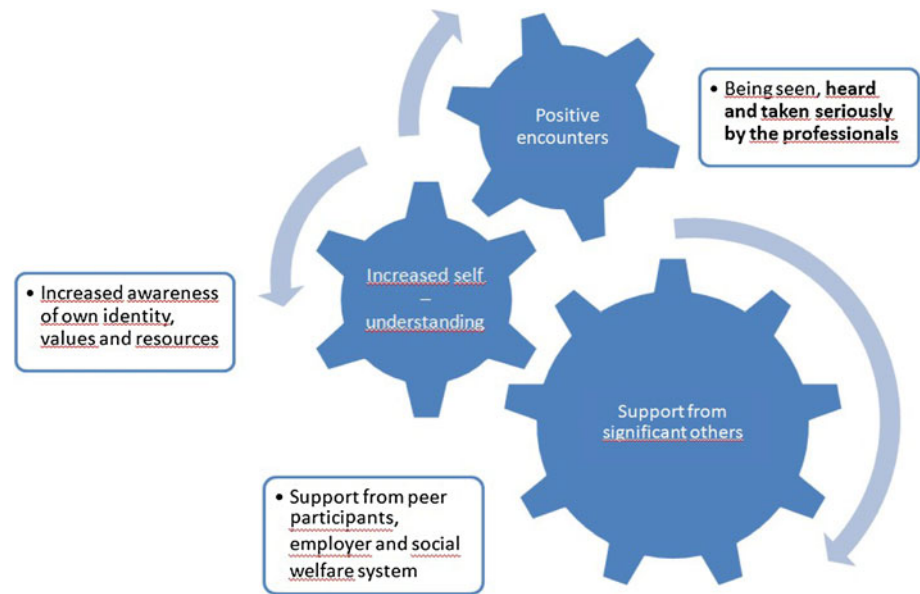 Positive
encounters
• Being seen, heard
and taken seriously
by the professionals
Increased self
–
understanding
• Increased awareness
of own identity,
values and resources
Support from
significant others
• Support from peer
participants,
employer and social
welfare system